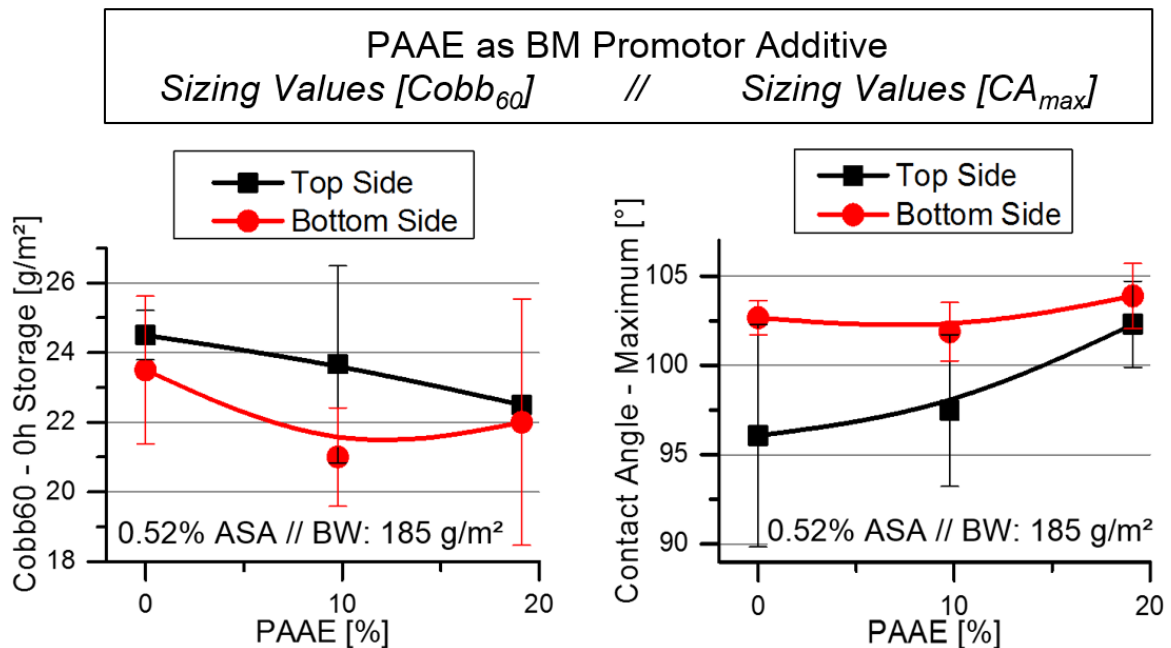 PAAE as BM Promotor Additive
Sizing Values [Cobb₆₀] // Sizing Values [CAₘₐₓ]
Top Side
Bottom Side
Cobb60 - 0h Storage [g/m²]
26
24
22
20
18
0.52% ASA // BW: 185 g/m²
0 10 20
PAAE [%]
Top Side
Bottom Side
Contact Angle - Maximum [°]
105
100
95
90
0.52% ASA // BW: 185 g/m²
0 10 20
PAAE [%]